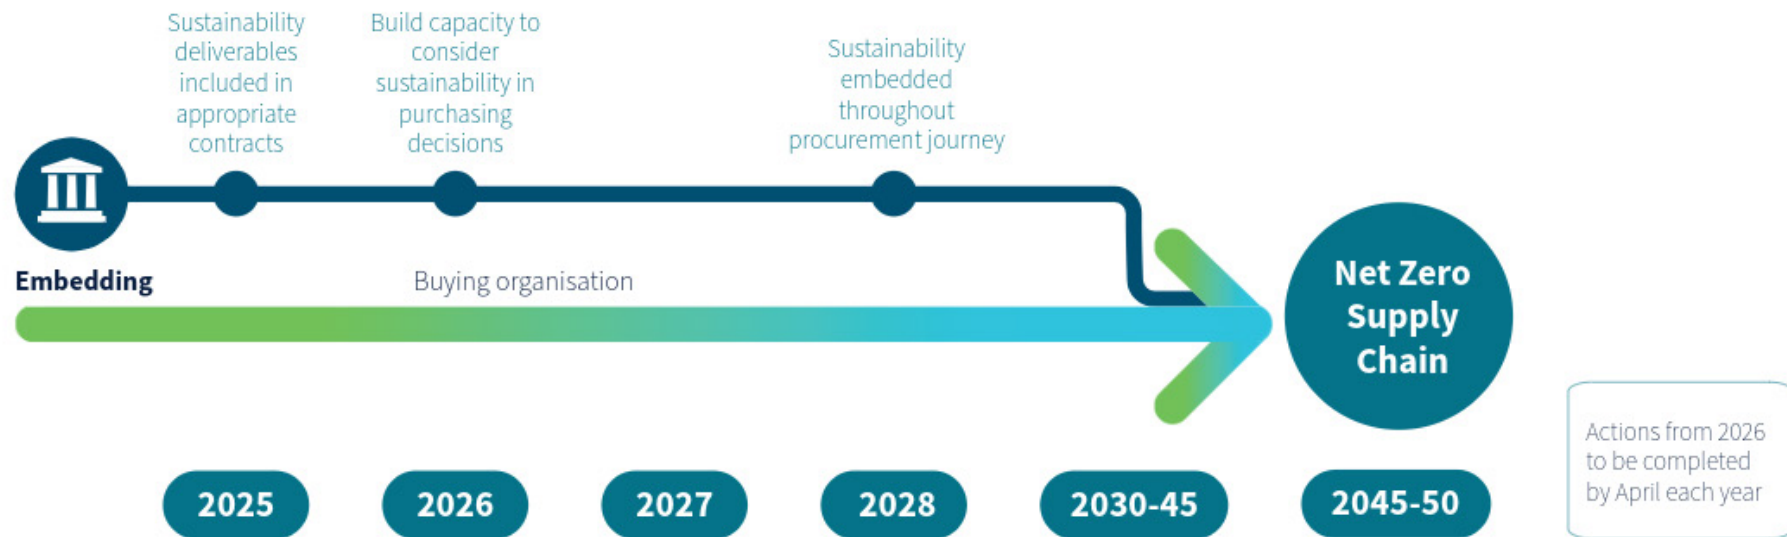 Sustainability
deliverables
included in
appropriate
contracts
Build capacity to
consider
sustainability in
purchasing
decisions
Sustainability
embedded
throughout
procurement journey
Embedding
Buying organisation
Net Zero
Supply
Chain
Actions from 2026
to be completed
by April each year
2025
2026
2027
2028
2030-45
2045-50